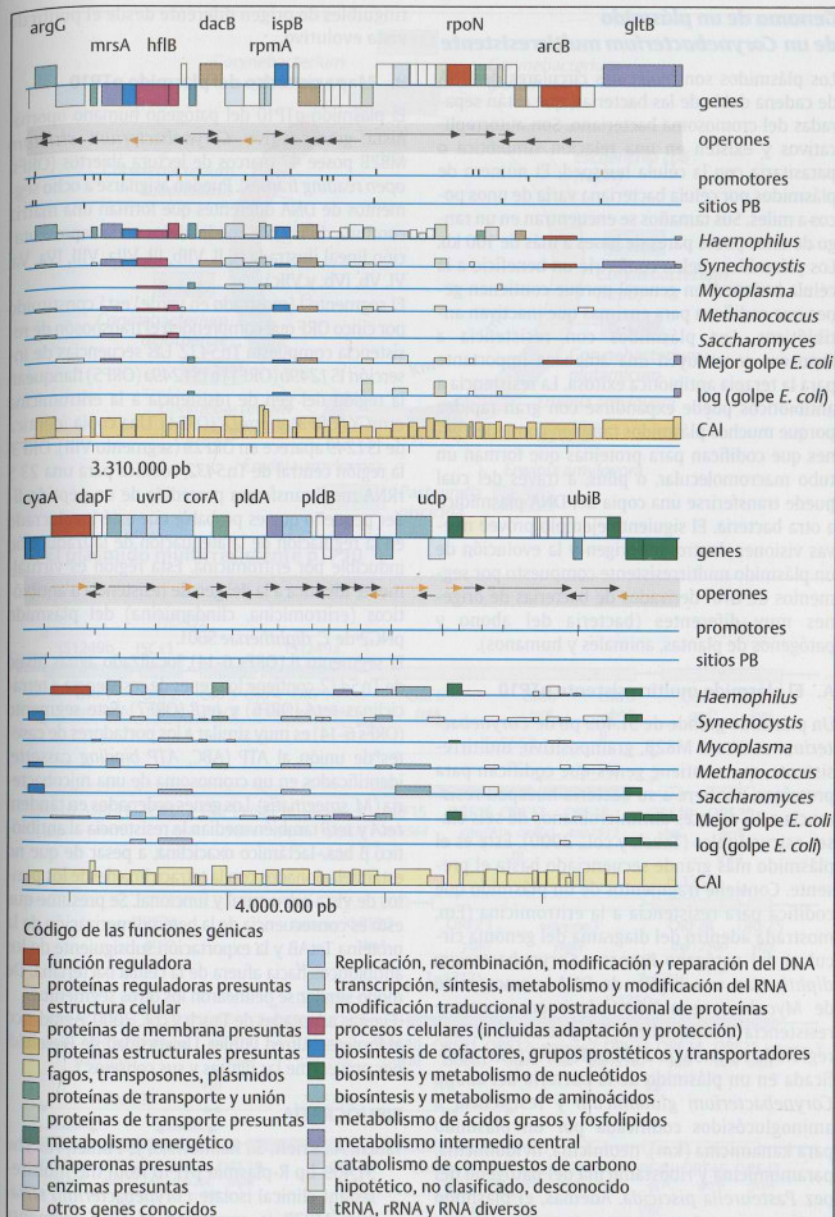 dacB ispB rpoN gltB
argG mrsA hflB rpmA arcB
genes
operones
promotores
sitios PB
Haemophilus
Synechocystis
Mycoplasma
Methanococcus
Saccharomyces
Mejor golpe E. coli
log (golpe E. coli)
CAI
3.310.000 pb
cyaA dapF uvrD corA pldA pldB udp ubiB
genes
operones
promotores
sitios PB
Haemophilus
Synechocystis
Mycoplasma
Methanococcus
Saccharomyces
Mejor golpe E. coli
log (golpe E. coli)
CAI
4.000.000 pb
Código de las funciones génicas
función reguladora
proteínas reguladoras presuntas
estructura celular
proteínas de membrana presuntas
proteínas estructurales presuntas
fagos, transposones, plásmidos
proteínas de transporte y unión
proteínas de transporte presuntas
metabolismo energético
chaperonas presuntas
enzimas presuntas
otros genes conocidos
Replicación, recombinación, modificación y reparación del DNA
transcripción, síntesis, metabolismo y modificación del RNA
modificación traduccional y postraduccional de proteínas
procesos celulares (incluidas adaptación y protección)
biosíntesis de cofactores, grupos prostéticos y transportadores
biosíntesis y metabolismo de nucleótidos
biosíntesis y metabolismo de aminoácidos
metabolismo de ácidos grasos y fosfolípidos
metabolismo intermedio central
catabolismo de compuestos de carbono
hipotético, no clasificado, desconocido
tRNA, rRNA y RNA diversos